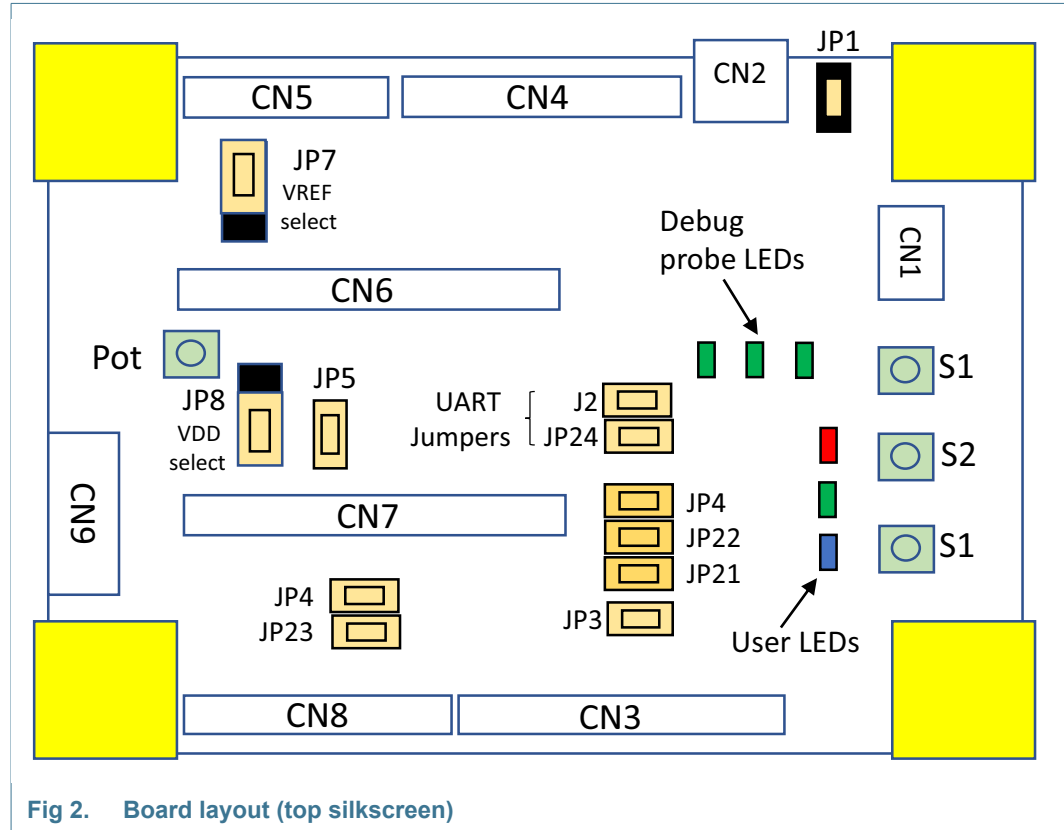 JP1
CN2
CN5
CN4
JP7
VREF
select
Debug
probe LEDs
CN1
CN6
Pot
S1
JP8
VDD
select
JP5
UART
Jumpers
J2
JP24
S2
CN9
CN7
JP4
JP22
JP21
S1
JP4
JP23
JP3
User LEDs
CN8
CN3
Fig 2. Board layout (top silkscreen)